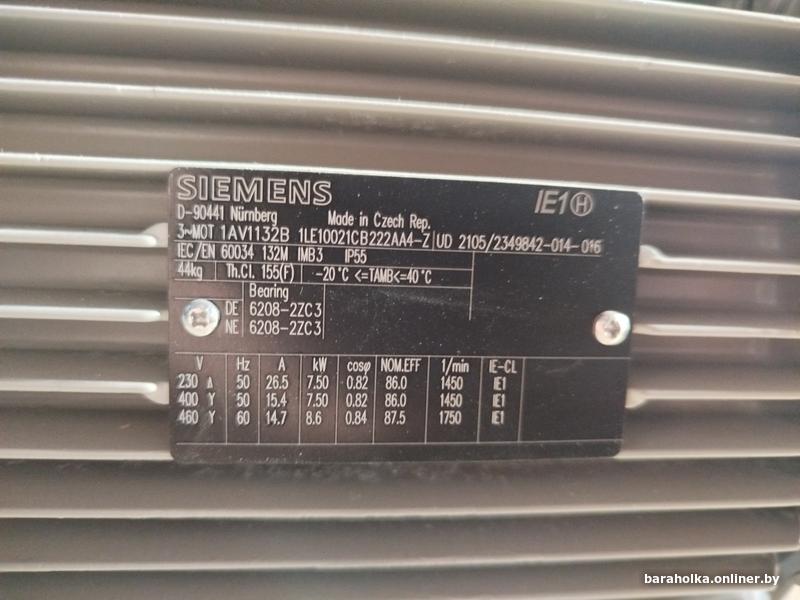 SIEMENS IE1 H
D-90441 Nürnberg Made in Czech Rep.
3~MOT 1AV1132B 1LE10021CB222AA4-Z UD 2105/2349842-014-016
IEC/EN 60034 132M IMB3 IP55
44kg Th.Cl. 155(F) -20°C <=TAMB<=40°C
Bearing
DE 6208-2ZC3
NE 6208-2ZC3
V Hz A kW cosφ NOM.EFF 1/min IE-CL
230 Δ 50 26.5 7.50 0.82 86.0 1450 IE1
400 Y 50 15.4 7.50 0.82 86.0 1450 IE1
460 Y 60 14.7 8.6 0.84 87.5 1750 IE1
baraholka.onliner.by